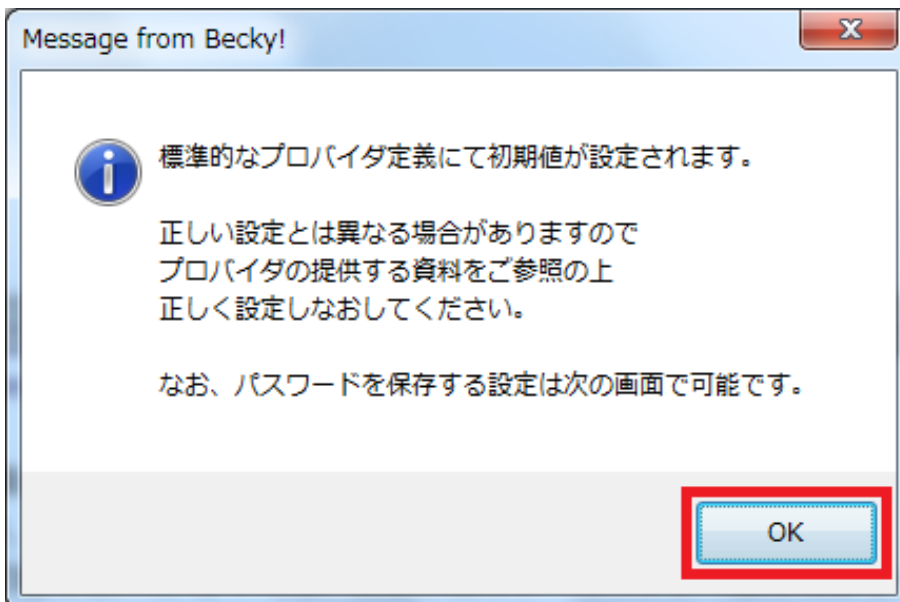 Message from Becky!
標準的なプロバイダ定義にて初期値が設定されます。
正しい設定とは異なる場合がありますので
プロバイダの提供する資料をご参照の上
正しく設定しなおしてください。
なお、パスワードを保存する設定は次の画面で可能です。
OK